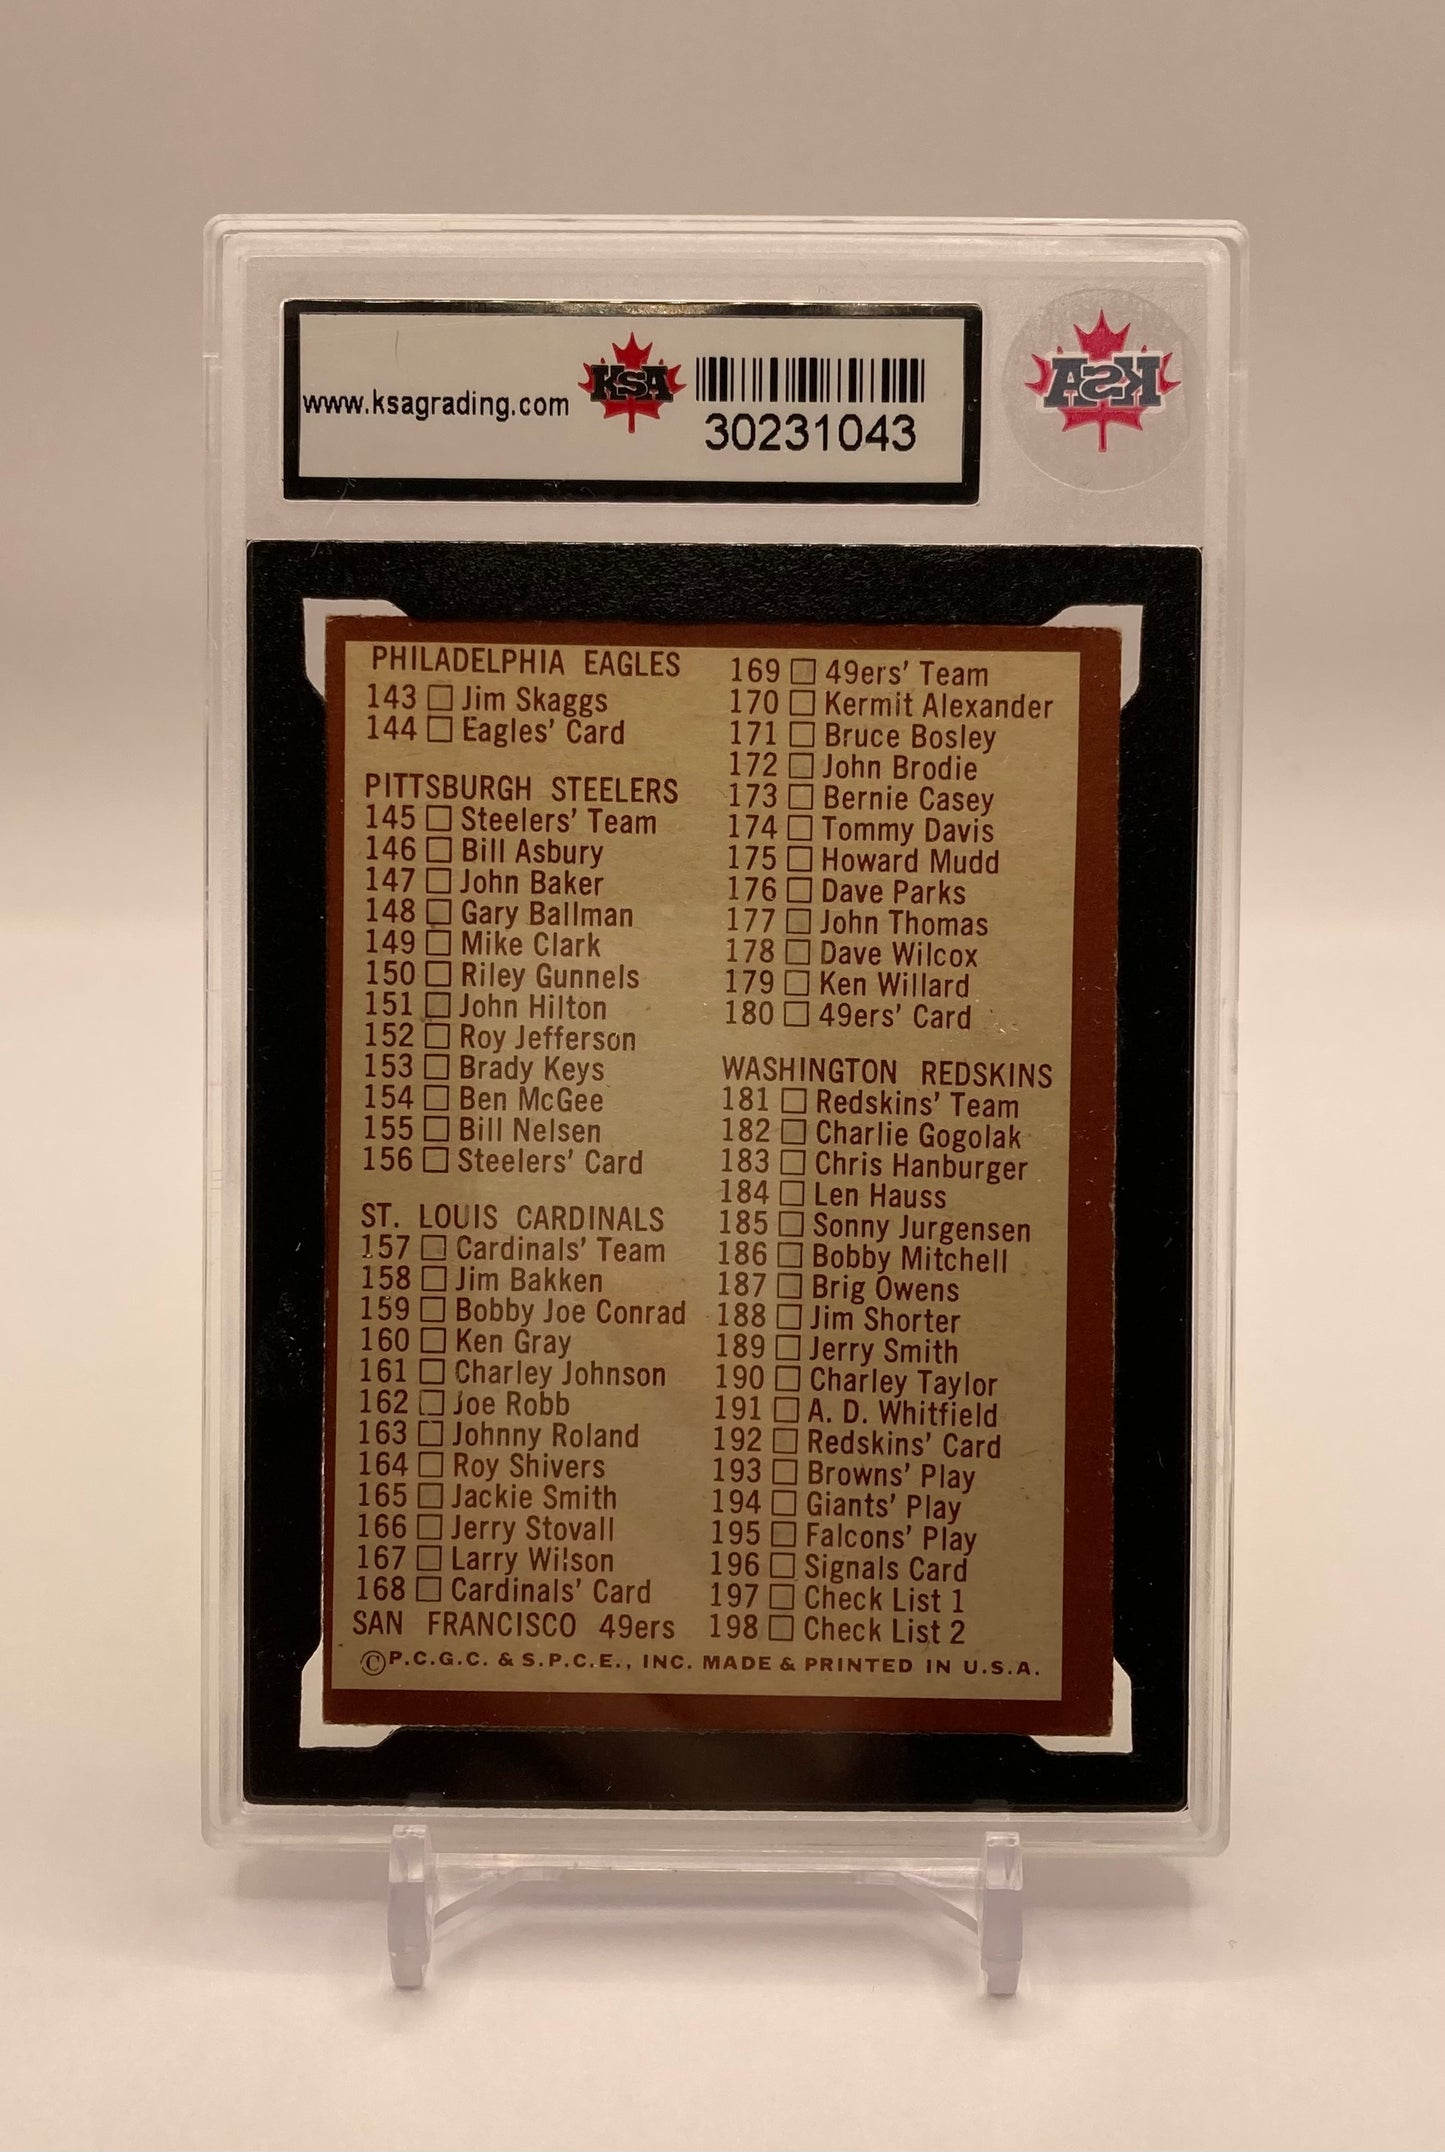 www.ksagrading.com
KSA
30231043
KSA
PHILADELPHIA EAGLES
143 Jim Skaggs
144 Eagles' Card
PITTSBURGH STEELERS
145 Steelers' Team
146 Bill Asbury
147 John Baker
148 Gary Ballman
149 Mike Clark
150 Riley Gunnels
151 John Hilton
152 Roy Jefferson
153 Brady Keys
154 Ben McGee
155 Bill Nelsen
156 Steelers' Card
ST. LOUIS CARDINALS
157 Cardinals' Team
158 Jim Bakken
159 Bobby Joe Conrad
160 Ken Gray
161 Charley Johnson
162 Joe Robb
163 Johnny Roland
164 Roy Shivers
165 Jackie Smith
166 Jerry Stovall
167 Larry Wilson
168 Cardinals' Card
SAN FRANCISCO 49ers
169 49ers' Team
170 Kermit Alexander
171 Bruce Bosley
172 John Brodie
173 Bernie Casey
174 Tommy Davis
175 Howard Mudd
176 Dave Parks
177 John Thomas
178 Dave Wilcox
179 Ken Willard
180 49ers' Card
WASHINGTON REDSKINS
181 Redskins' Team
182 Charlie Gogolak
183 Chris Hanburger
184 Len Hauss
185 Sonny Jurgensen
186 Bobby Mitchell
187 Brig Owens
188 Jim Shorter
189 Jerry Smith
190 Charley Taylor
191 A. D. Whitfield
192 Redskins' Card
193 Browns' Play
194 Giants' Play
195 Falcons' Play
196 Signals Card
197 Check List 1
198 Check List 2
©P.C.G.C. & S.P.C.E., INC. MADE & PRINTED IN U.S.A.